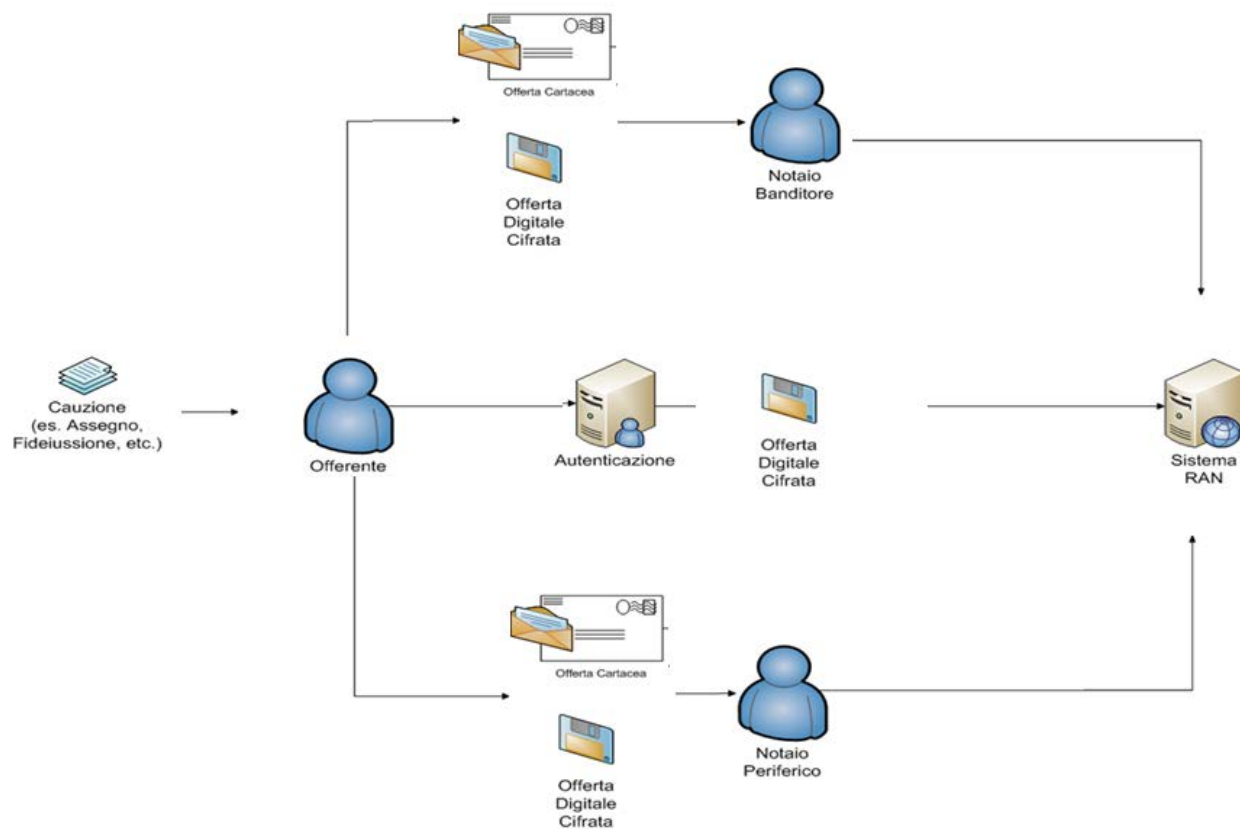 Offerta Cartacea
Offerta
Digitale
Cifrata
Notaio
Banditore
Cauzione
(es. Assegno,
Fideiussione, etc.)
Offerente
Autenticazione
Offerta
Digitale
Cifrata
Sistema
RAN
Offerta Cartacea
Offerta
Digitale
Cifrata
Notaio
Periferico